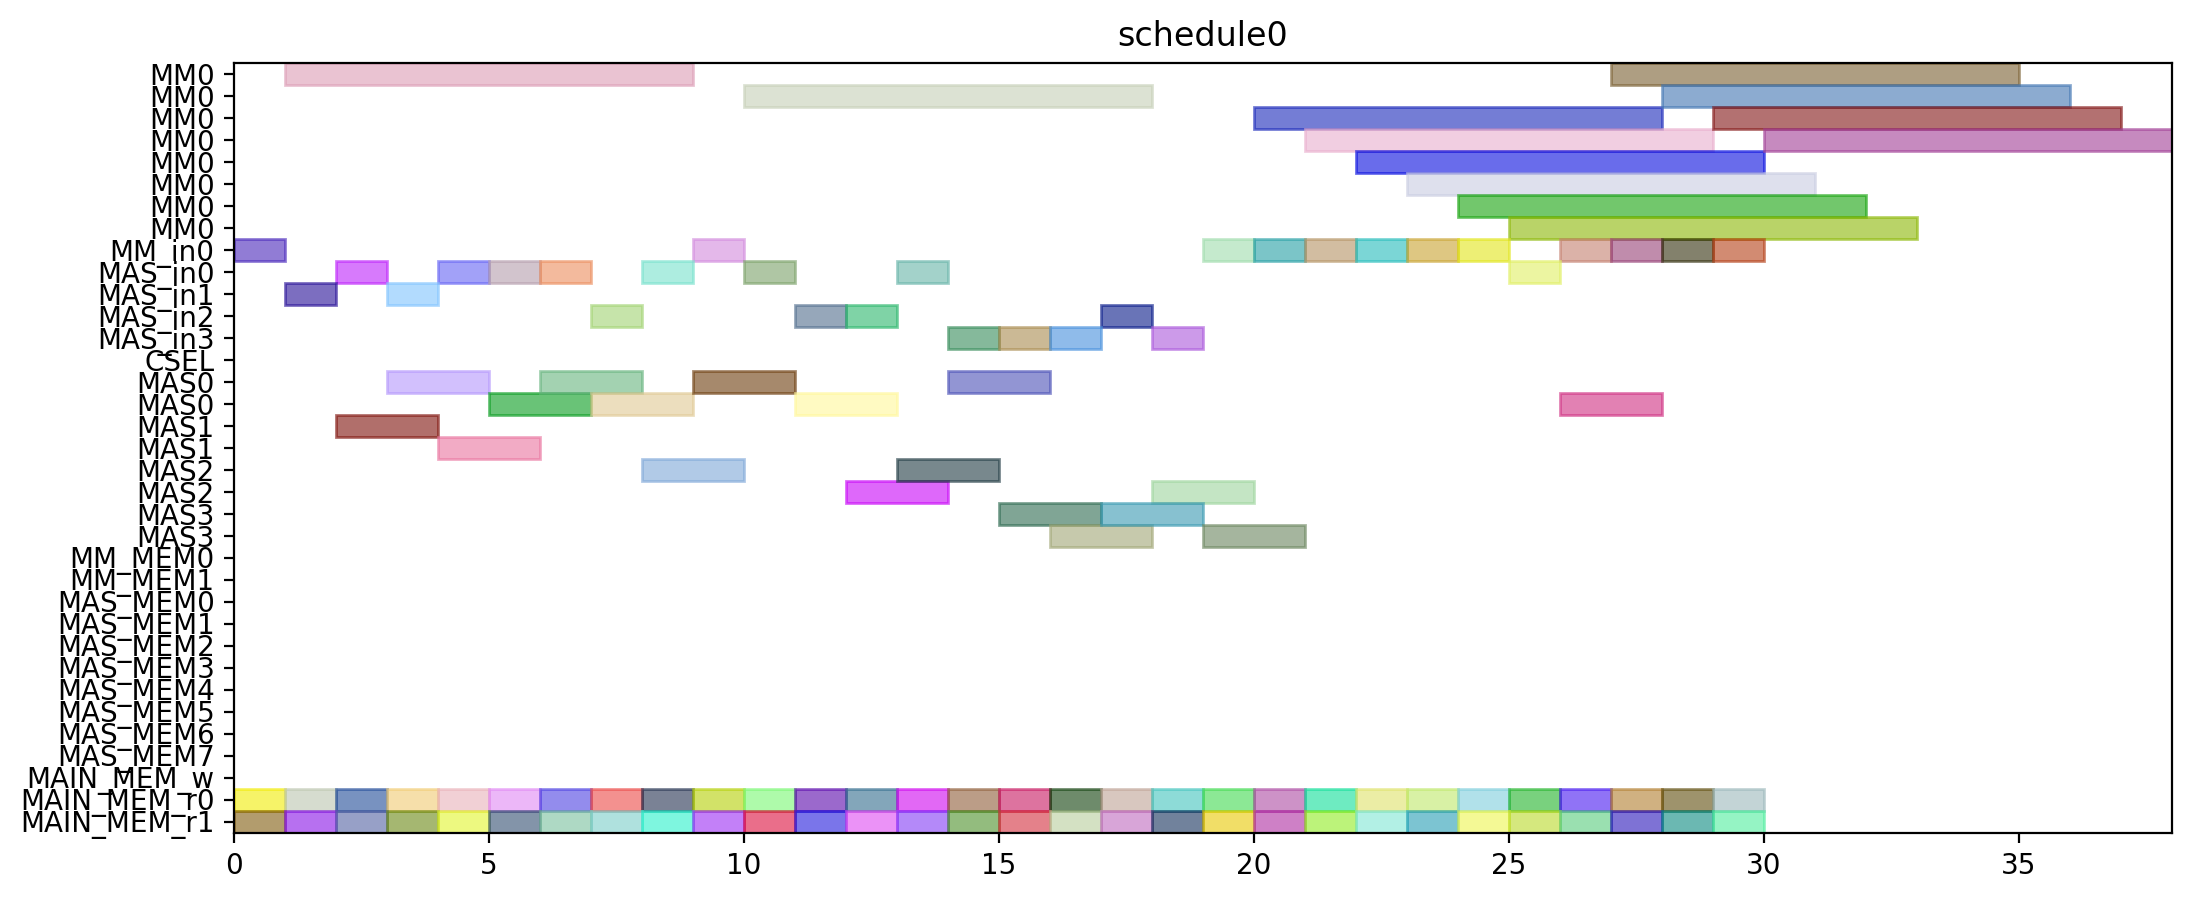 schedule0
MM0
MM0
MM0
MM0
MM0
MM0
MM0
MM0
MM_in0
MAS_in0
MAS_in1
MAS_in2
MAS_in3
CSEL
MAS0
MAS0
MAS1
MAS1
MAS2
MAS2
MAS3
MAS3
MM_MEM0
MM_MEM1
MAS_MEM0
MAS_MEM1
MAS_MEM2
MAS_MEM3
MAS_MEM4
MAS_MEM5
MAS_MEM6
MAS_MEM7
MAIN_MEM_w
MAIN_MEM_r0
MAIN_MEM_r1
0 5 10 15 20 25 30 35